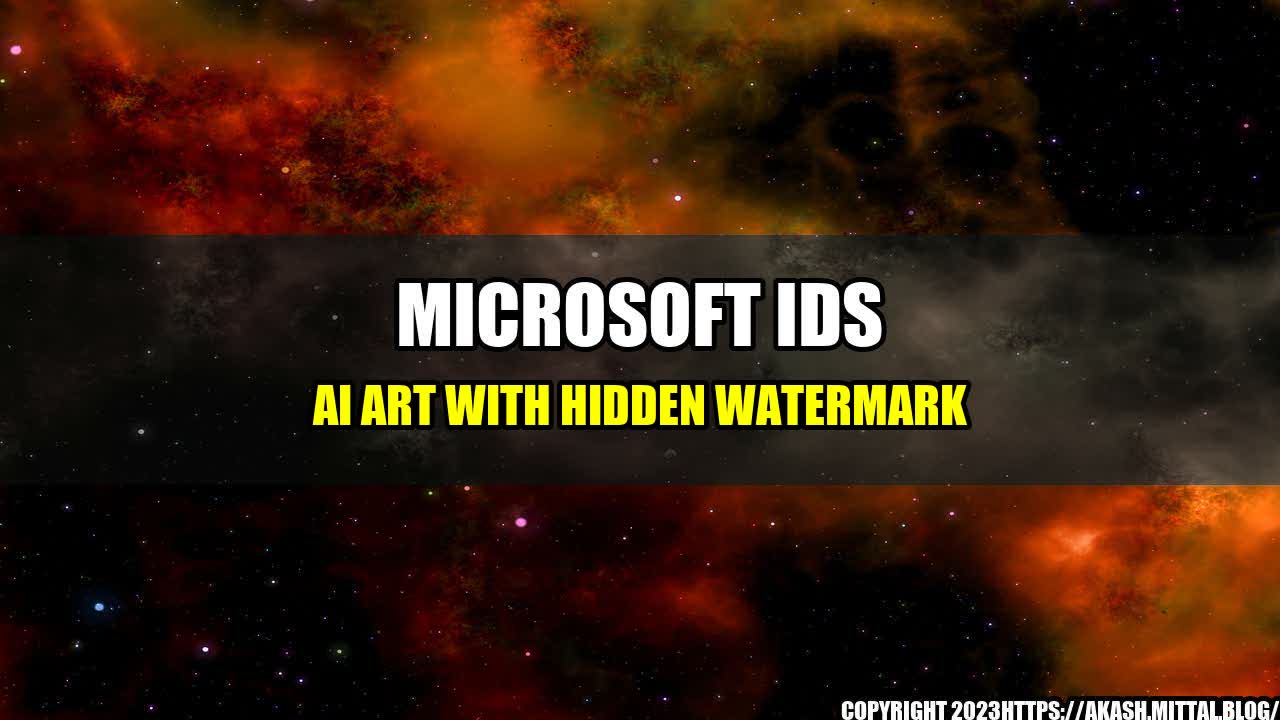 MICROSOFT IDS
AI ART WITH HIDDEN WATERMARK
COPYRIGHT 2023HTTPS://AKASH.MITTAL.BLOG/